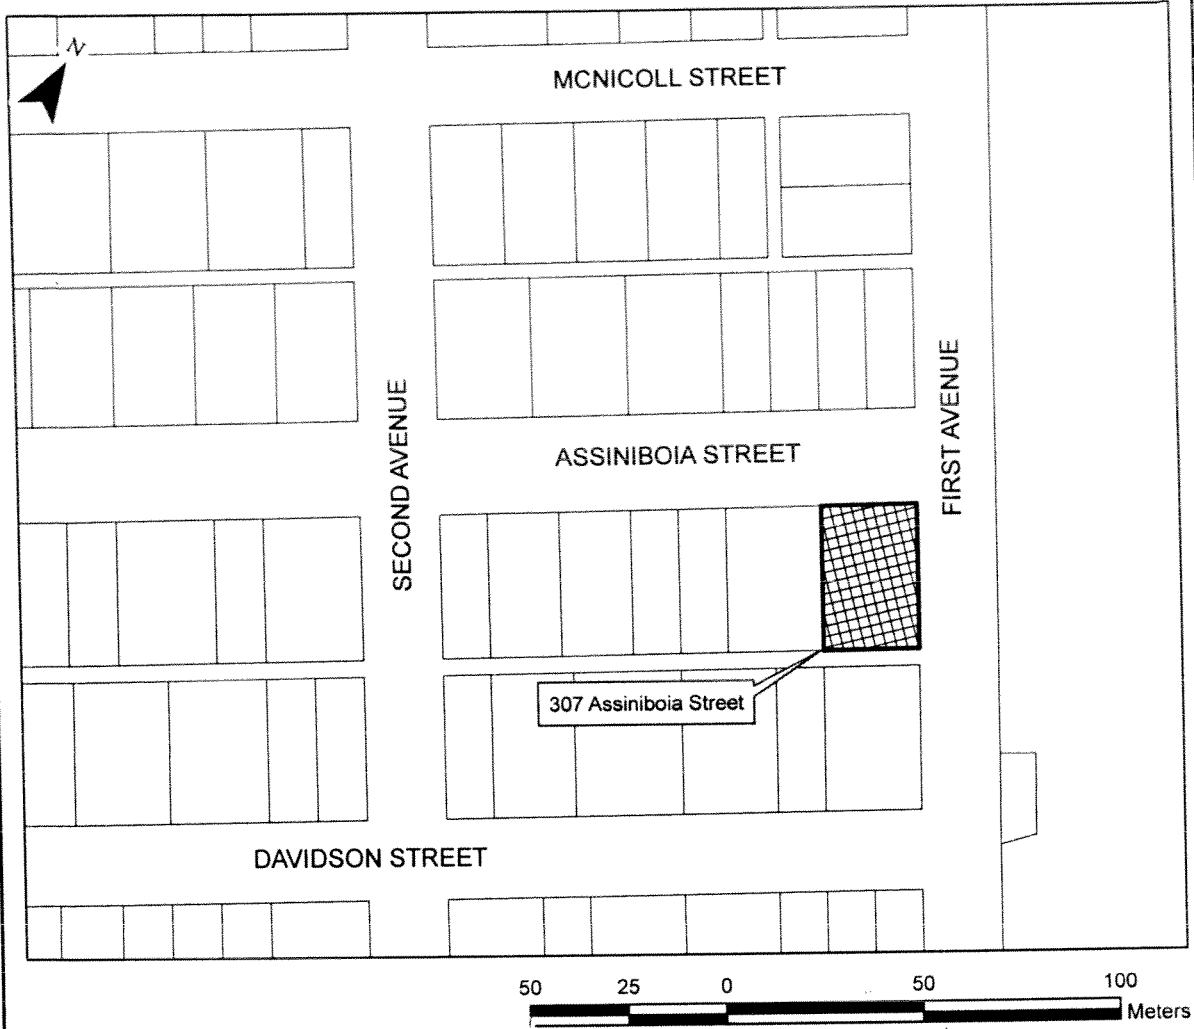 N
MCNICOLL STREET
SECOND AVENUE
ASSINIBOIA STREET
FIRST AVENUE
307 Assiniboia Street
DAVIDSON STREET
50 25 0 50 100
Meters